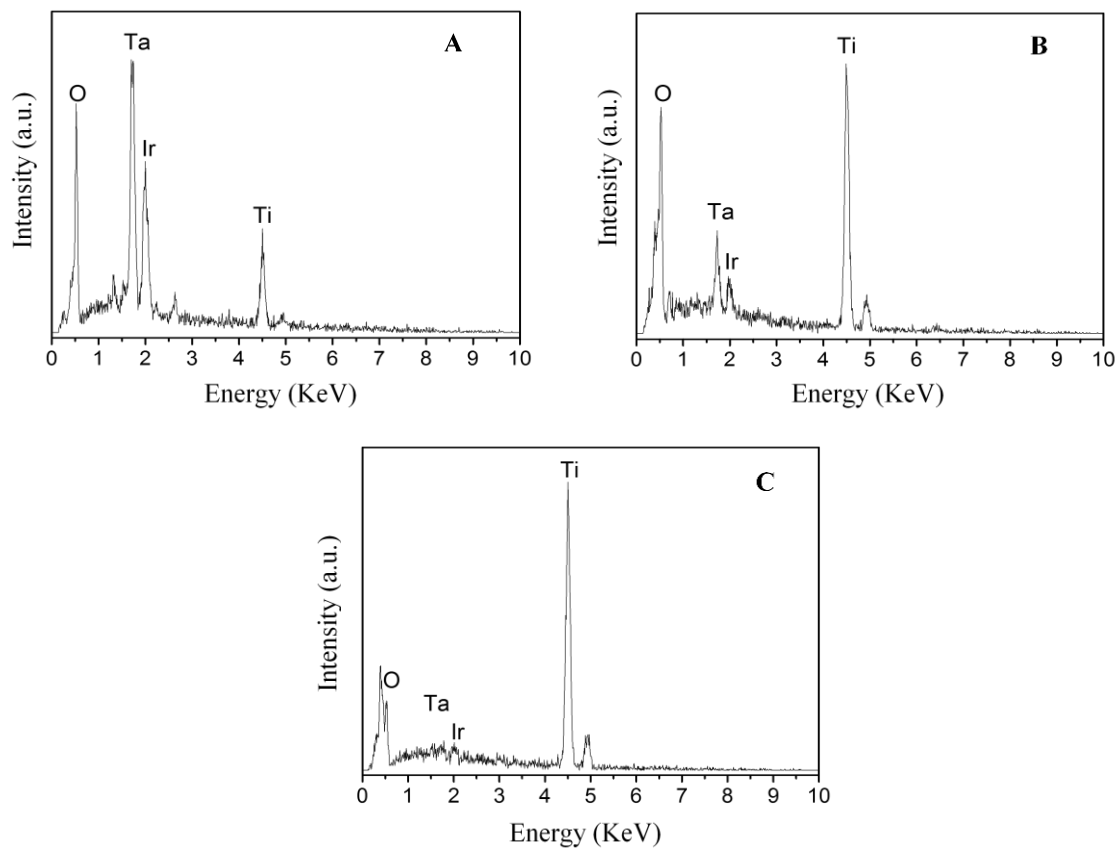 A
Ta
O
Ir
Ti
Intensity (a.u.)
0 1 2 3 4 5 6 7 8 9 10
Energy (KeV)
B
Ti
O
Ta
Ir
Intensity (a.u.)
0 1 2 3 4 5 6 7 8 9 10
Energy (KeV)
Ti
C
O
Ta
Ir
Intensity (a.u.)
0 1 2 3 4 5 6 7 8 9 10
Energy (KeV)